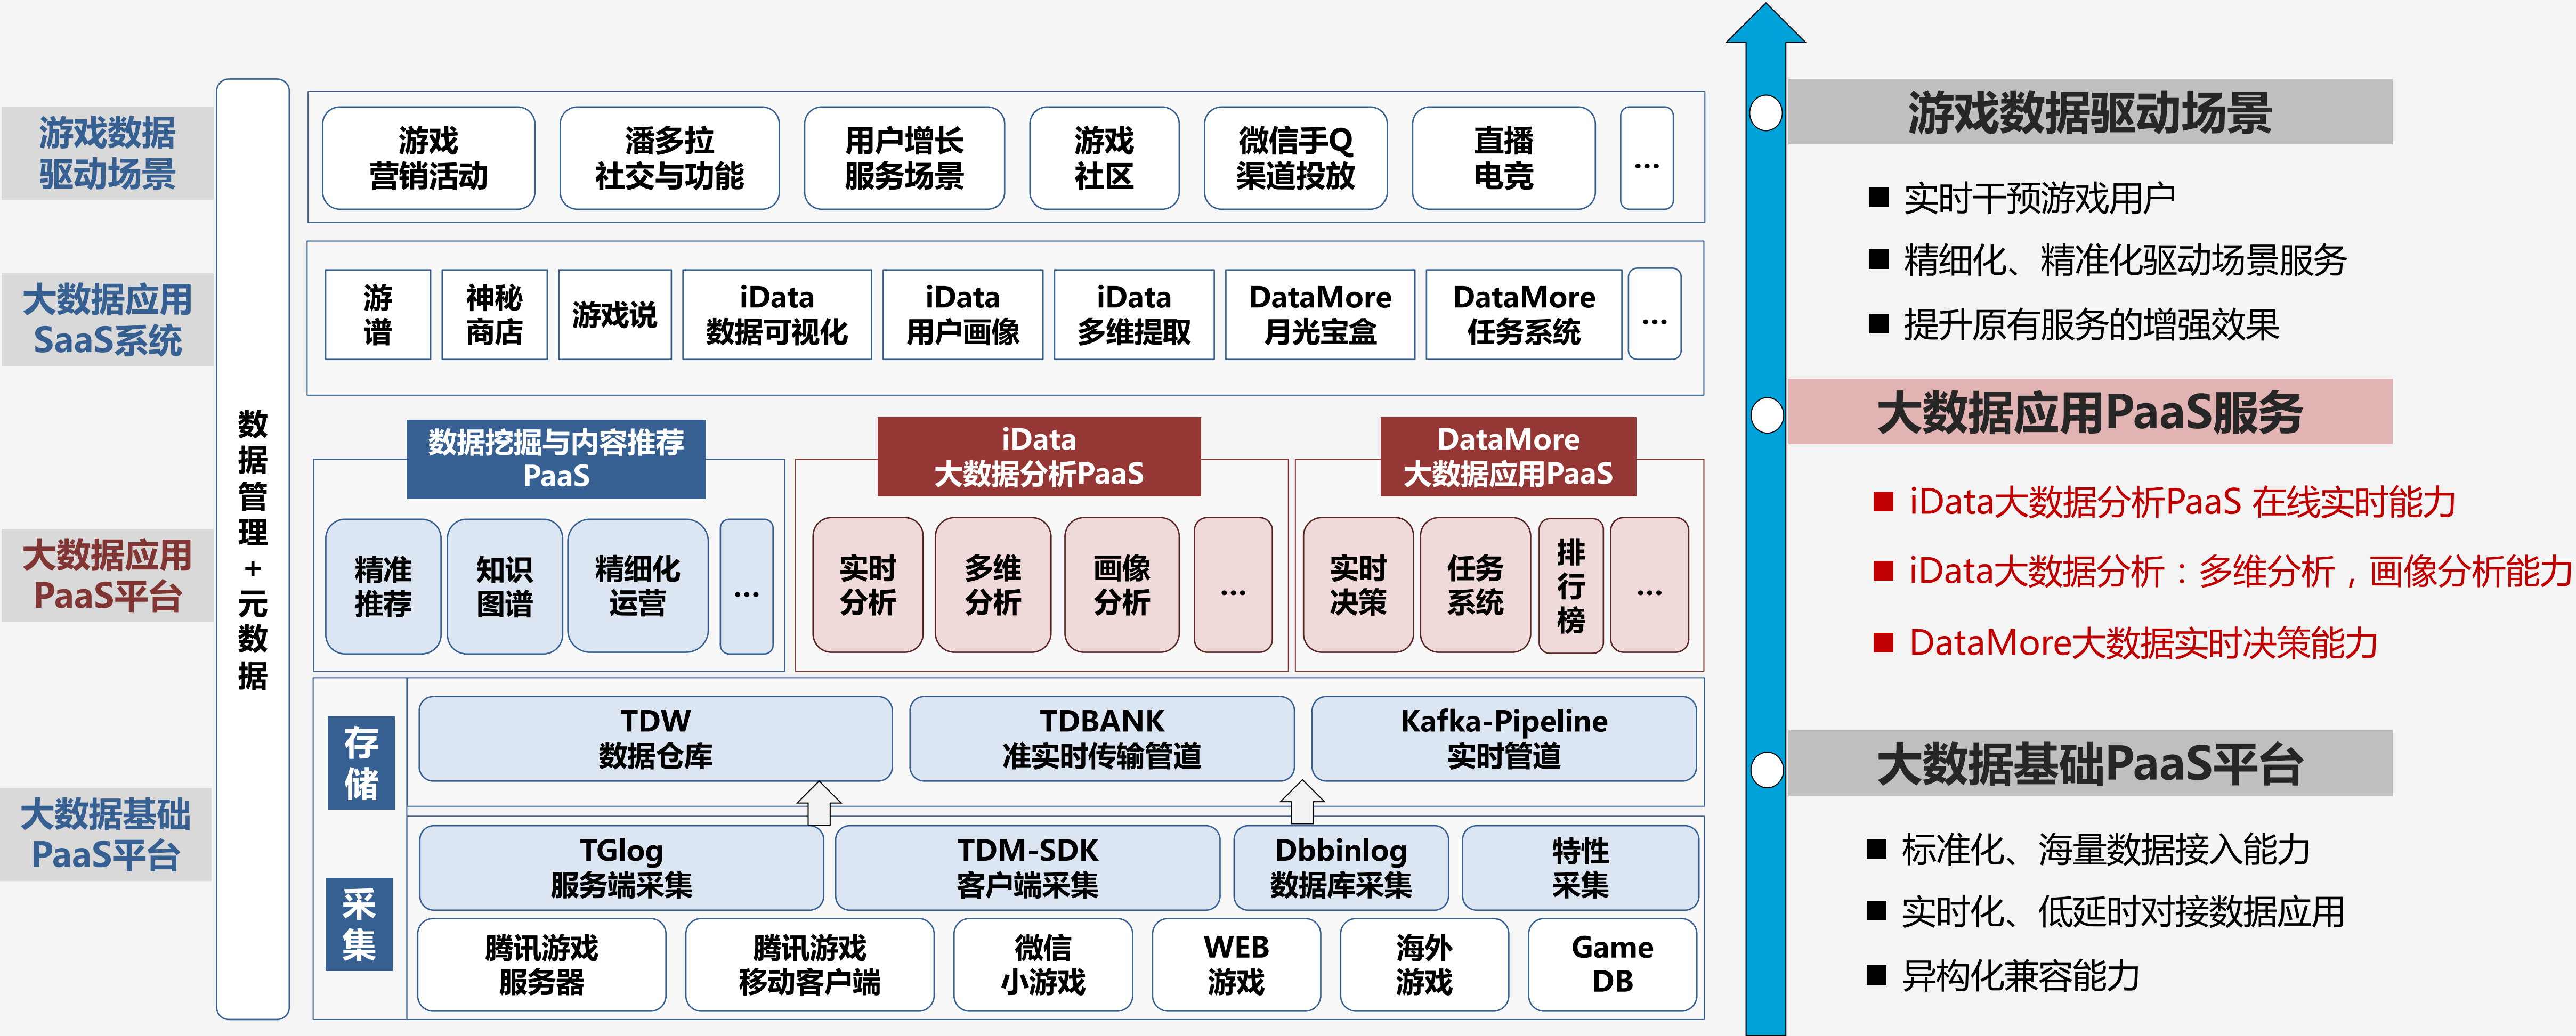 游戏数据
驱动场景
大数据应用
SaaS系统
大数据应用
PaaS平台
大数据基础
PaaS平台
数
据
管
理
+
元
数
据
游戏
营销活动
潘多拉
社交与功能
用户增长
服务场景
游戏
社区
微信手Q
渠道投放
直播
电竞
...
游
谱
神秘
商店
游戏说
iData
数据可视化
iData
用户画像
iData
多维提取
DataMore
月光宝盒
DataMore
任务系统
...
数据挖掘与内容推荐
PaaS
精准
推荐
知识
图谱
精细化
运营
...
iData
大数据分析PaaS
实时
分析
多维
分析
画像
分析
...
DataMore
大数据应用PaaS
实时
决策
任务
系统
排
行
榜
...
存
储
TDW
数据仓库
TDBANK
准实时传输管道
Kafka-Pipeline
实时管道
采
集
TGlog
服务端采集
TDM-SDK
客户端采集
Dbbinlog
数据库采集
特性
采集
腾讯游戏
服务器
腾讯游戏
移动客户端
微信
小游戏
WEB
游戏
海外
游戏
Game
DB
游戏数据驱动场景
■ 实时干预游戏用户
■ 精细化、精准化驱动场景服务
■ 提升原有服务的增强效果
大数据应用PaaS服务
■ iData大数据分析PaaS 在线实时能力
■ iData大数据分析：多维分析，画像分析能力
■ DataMore大数据实时决策能力
大数据基础PaaS平台
■ 标准化、海量数据接入能力
■ 实时化、低延时对接数据应用
■ 异构化兼容能力